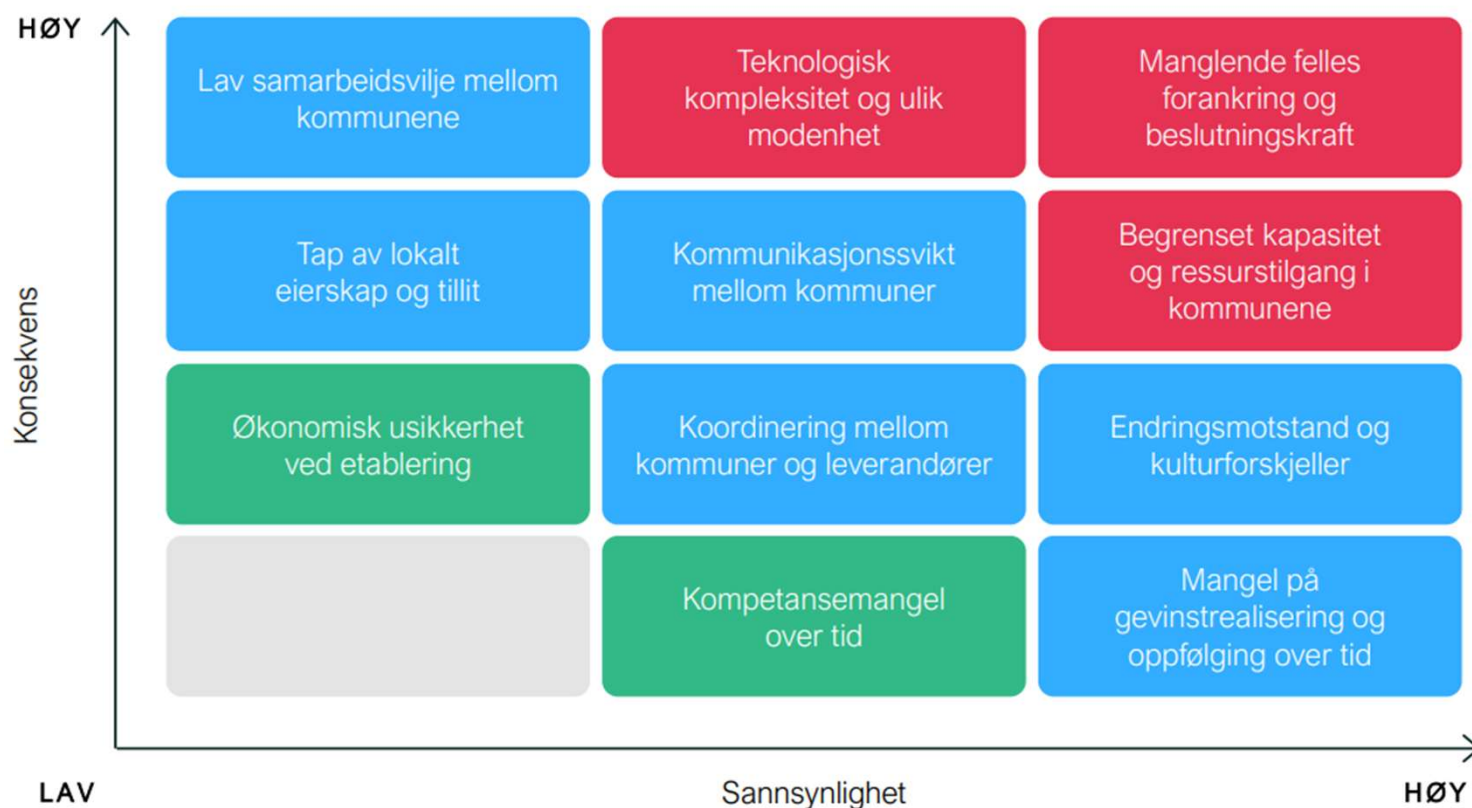 HØY
Lav samarbeidsvilje mellom
kommunene
Teknologisk
kompleksitet og ulik
modenhet
Manglende felles
forankring og
beslutningskraft
Tap av lokalt
eierskap og tillit
Kommunikasjonssvikt
mellom kommuner
Begrenset kapasitet
og ressurstilgang i
kommunene
Konsekvens
Økonomisk usikkerhet
ved etablering
Koordinering mellom
kommuner og leverandører
Endringsmotstand og
kulturforskjeller
Kompetansemangel
over tid
Mangel på
gevinstrealisering og
oppfølging over tid
LAV
Sannsynlighet
HØY